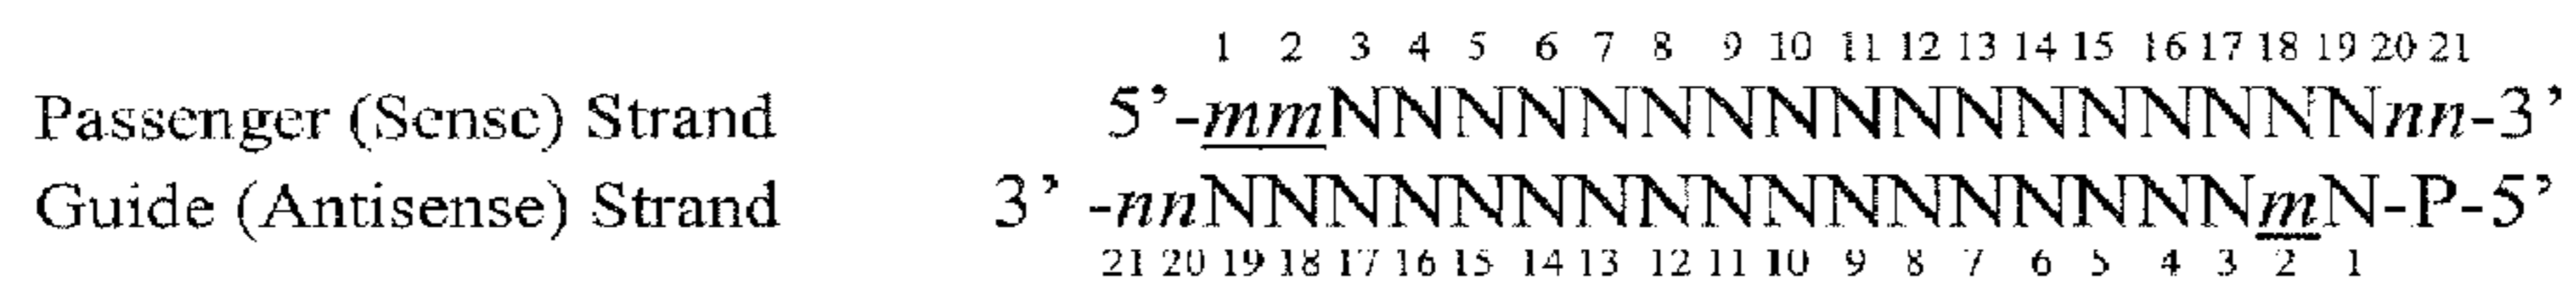 1 2 3 4 5 6 7 8 9 10 11 12 13 14 15 16 17 18 19 20 21
Passenger (Sense) Strand 5’-mmNNNNNNNNNNNNNNNNNnn-3’
Guide (Antisense) Strand 3’ -nnNNNNNNNNNNNNNNNNNmN-P-5’
21 20 19 18 17 16 15 14 13 12 11 10 9 8 7 6 5 4 3 2 1